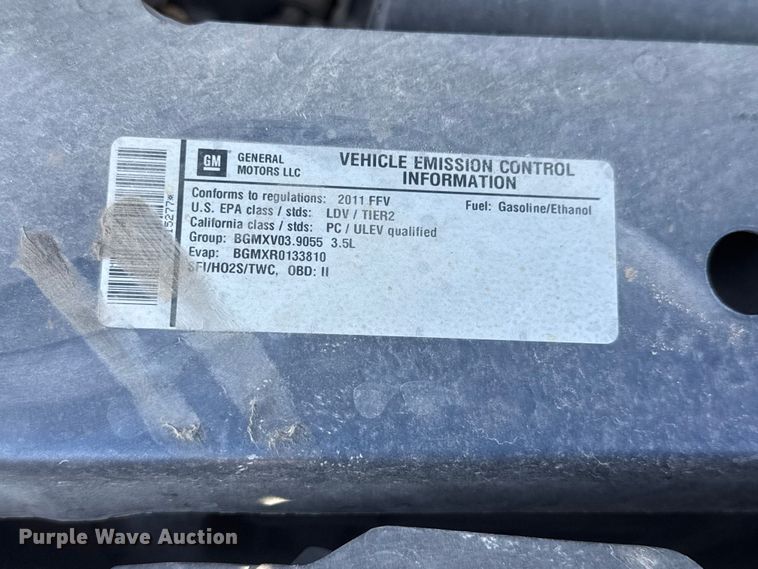 GM GENERAL MOTORS LLC
VEHICLE EMISSION CONTROL
INFORMATION
Conforms to regulations: 2011 FFV
Fuel: Gasoline/Ethanol
U.S. EPA class / stds: LDV / TIER2
California class / stds: PC / ULEV qualified
Group: BGMXV03.9055 3.5L
Evap: BGMXR0133810
SFI/HO2S/TWC, OBD: II
Purple Wave Auction